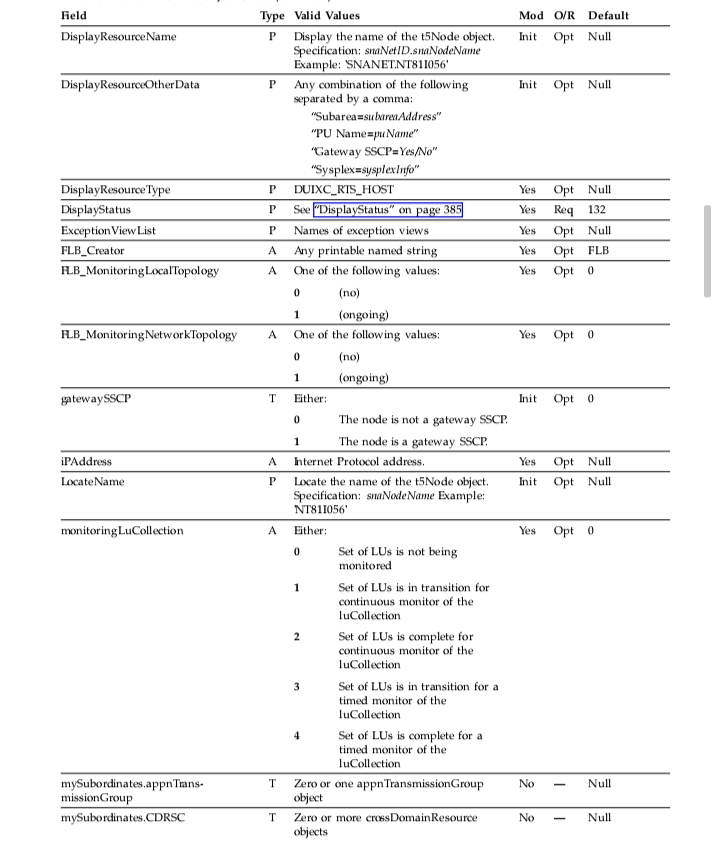 Field Type Valid Values Mod O/R Default
DisplayResourceName P Display the name of the t5Node object. Init Opt Null
Specification: snaNetID.snaNodeName
Example: 'SNANET.NT81I056'
DisplayResourceOtherData P Any combination of the following Init Opt Null
separated by a comma:
"Subarea=subareaAddress"
"PU Name=puName"
"Gateway SSCP=Yes/No"
"Sysplex=sysplexInfo"
DisplayResourceType P DUIXC_RTS_HOST Yes Opt Null
DisplayStatus P See "DisplayStatus" on page 385 Yes Req 132
ExceptionViewList P Names of exception views Yes Opt Null
FLB_Creator A Any printable named string Yes Opt FLB
FLB_MonitoringLocalTopology A One of the following values: Yes Opt 0
0 (no)
1 (ongoing)
FLB_MonitoringNetworkTopology A One of the following values: Yes Opt 0
0 (no)
1 (ongoing)
gatewaySSCP T Either: Init Opt 0
0 The node is not a gateway SSCP.
1 The node is a gateway SSCP.
iPAddress A Internet Protocol address. Yes Opt Null
LocateName P Locate the name of the t5Node object. Init Opt Null
Specification: snaNodeName Example:
'NT81I056'
monitoringLuCollection A Either: Yes Opt 0
0 Set of LUs is not being
monitored
1 Set of LUs is in transition for
continuous monitor of the
luCollection
2 Set of LUs is complete for
continuous monitor of the
luCollection
3 Set of LUs is in transition for a
timed monitor of the
luCollection
4 Set of LUs is complete for a
timed monitor of the
luCollection
mySubordinates.appnTrans- T Zero or one appnTransmissionGroup No — Null
missionGroup object
mySubordinates.CDRSC T Zero or more crossDomainResource No — Null
objects